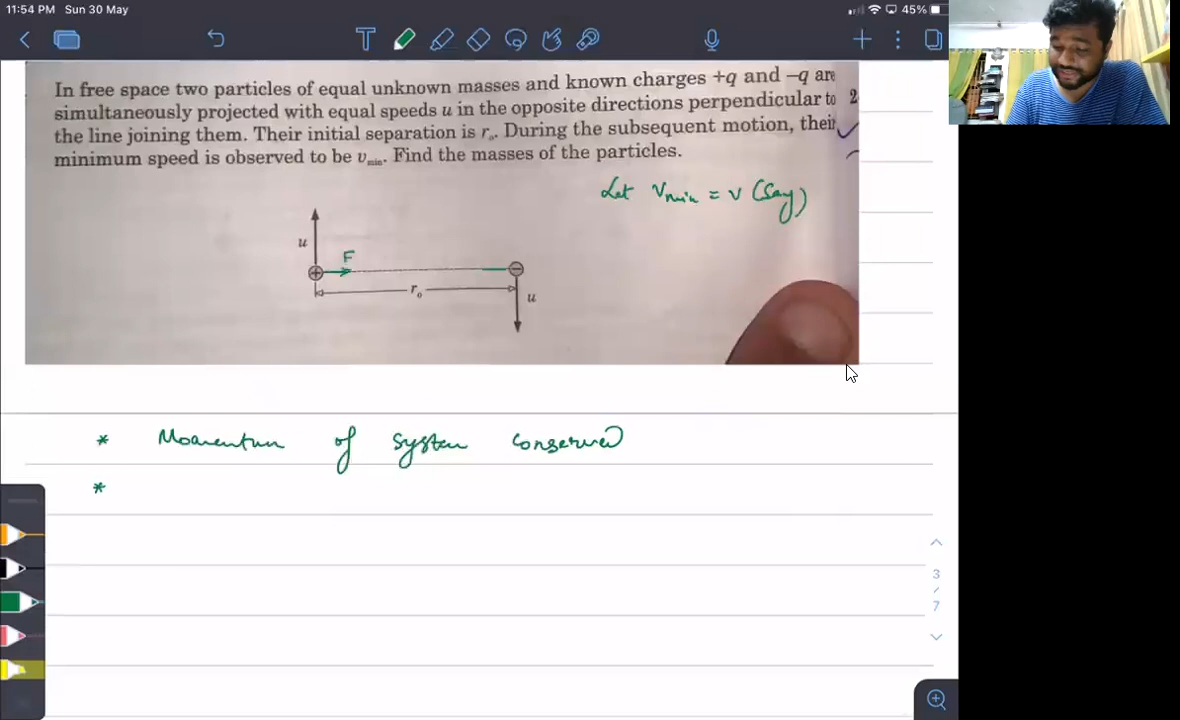 11:54 PM Sun 30 May
45%
T
In free space two particles of equal unknown masses and known charges +q and –q are
simultaneously projected with equal speeds u in the opposite directions perpendicular to 2
the line joining them. Their initial separation is r₀. During the subsequent motion, their
minimum speed is observed to be vₘᵢₙ. Find the masses of the particles.
Let Vmin = v (Say)
u
F
+
−
r₀
u
* Momentum of system conserved
*
3
/
7